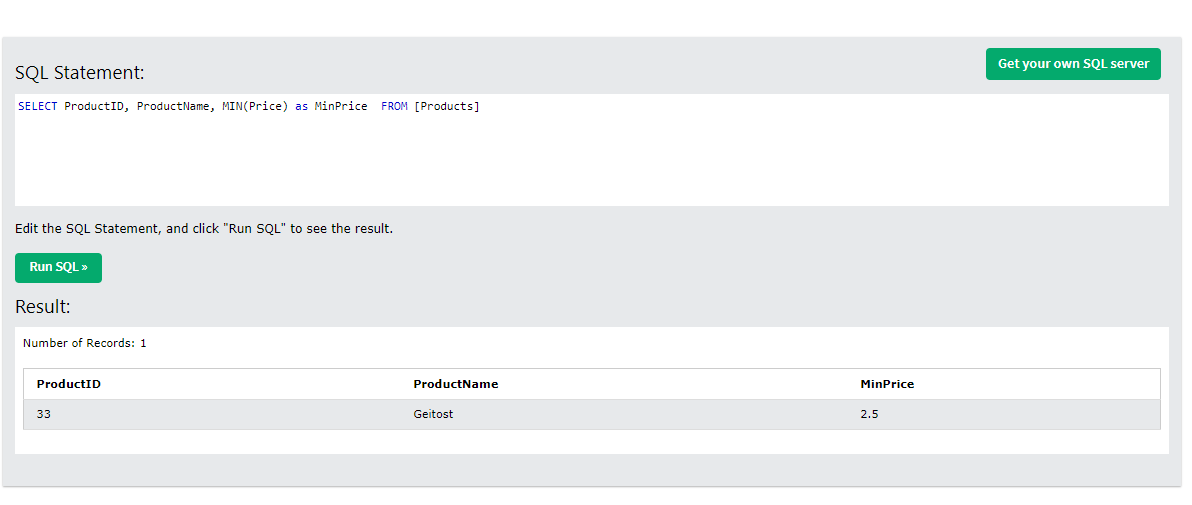 Get your own SQL server
SQL Statement:
SELECT ProductID, ProductName, MIN(Price) as MinPrice  FROM [Products]
Edit the SQL Statement, and click "Run SQL" to see the result.
Run SQL »
Result:
Number of Records: 1
ProductID ProductName MinPrice
33 Geitost 2.5